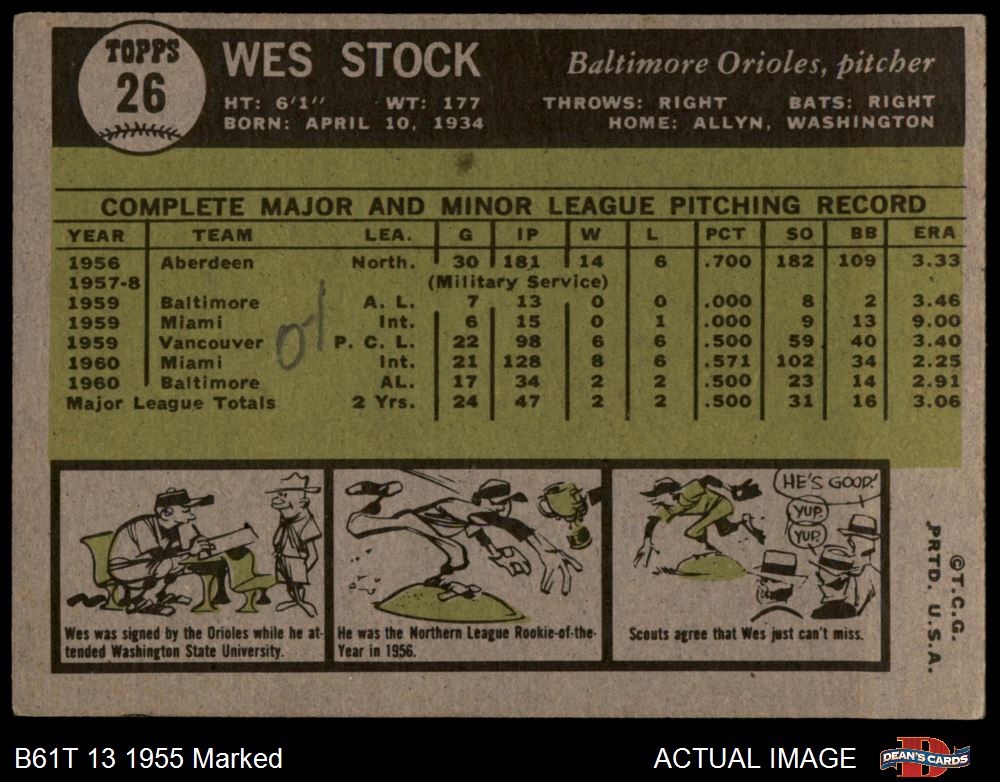 TOPPS
26
WES STOCK
Baltimore Orioles, pitcher
HT: 6'1" WT: 177 THROWS: RIGHT BATS: RIGHT
BORN: APRIL 10, 1934 HOME: ALLYN, WASHINGTON
COMPLETE MAJOR AND MINOR LEAGUE PITCHING RECORD
YEAR TEAM LEA. G IP W L PCT SO BB ERA
1956 Aberdeen North. 30 181 14 6 .700 182 109 3.33
1957-8 (Military Service)
1959 Baltimore A. L. 7 13 0 0 .000 8 2 3.46
1959 Miami Int. 6 15 0 1 .000 9 13 9.00
1959 Vancouver P. C. L. 22 98 6 6 .500 59 40 3.40
1960 Miami Int. 21 128 8 6 .571 102 34 2.25
1960 Baltimore AL. 17 34 2 2 .500 23 14 2.91
Major League Totals 2 Yrs. 24 47 2 2 .500 31 16 3.06
Wes was signed by the Orioles while he at-
tended Washington State University.
He was the Northern League Rookie-of-the-
Year in 1956.
HE'S GOOD!
YUP
YUP
Scouts agree that Wes just can't miss.
©T.C.G.
PRTD. U.S.A.
B61T 13 1955 Marked
ACTUAL IMAGE
DEAN'S CARDS